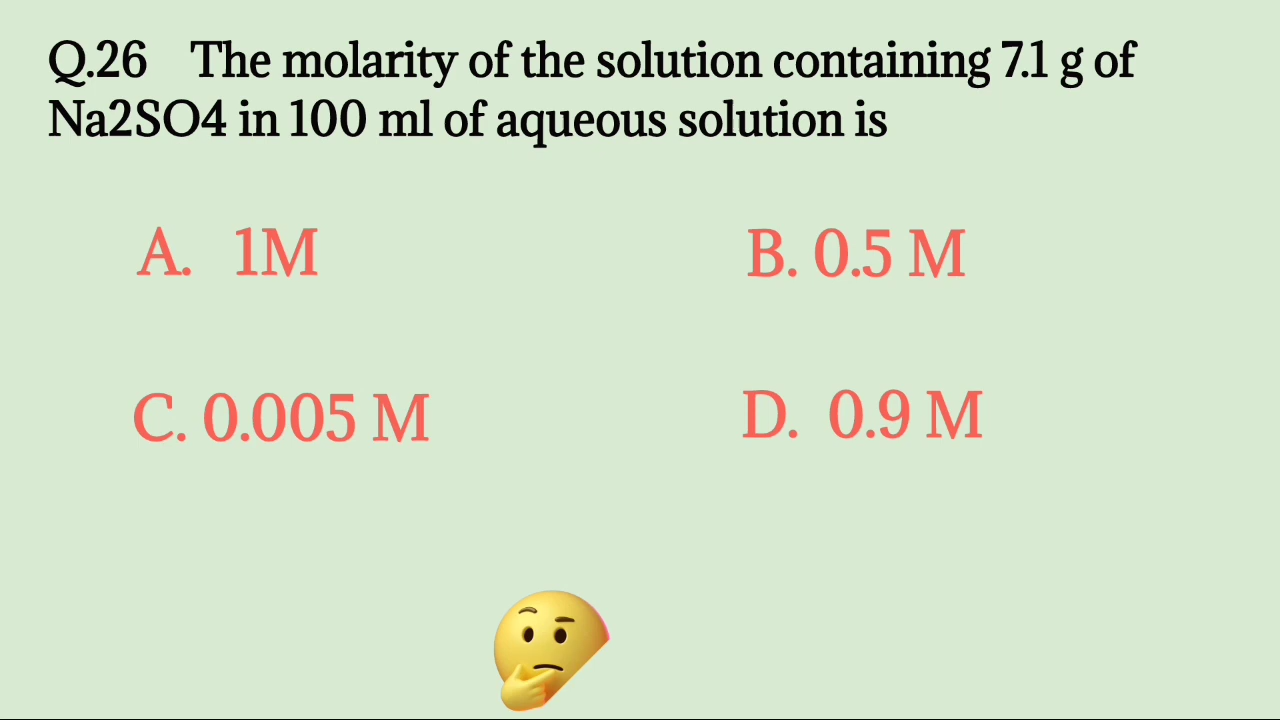 Q.26 The molarity of the solution containing 7.1 g of
Na2SO4 in 100 ml of aqueous solution is
A. 1M
B. 0.5 M
C. 0.005 M
D. 0.9 M